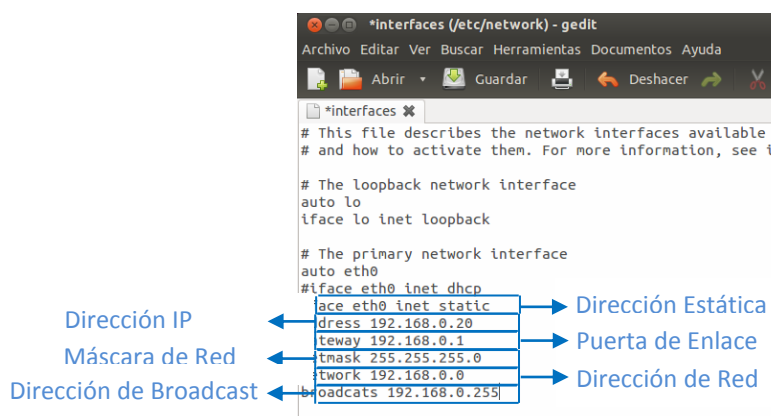 *interfaces (/etc/network) - gedit
Archivo Editar Ver Buscar Herramientas Documentos Ayuda
Abrir Guardar Deshacer
*interfaces
# This file describes the network interfaces available
# and how to activate them. For more information, see i
# The loopback network interface
auto lo
iface lo inet loopback
# The primary network interface
auto eth0
#iface eth0 inet dhcp
ace eth0 inet static
Dirección Estática
Dirección IP
dress 192.168.0.20
teway 192.168.0.1
Puerta de Enlace
Máscara de Red
tmask 255.255.255.0
twork 192.168.0.0
Dirección de Red
Dirección de Broadcast
broadcats 192.168.0.255